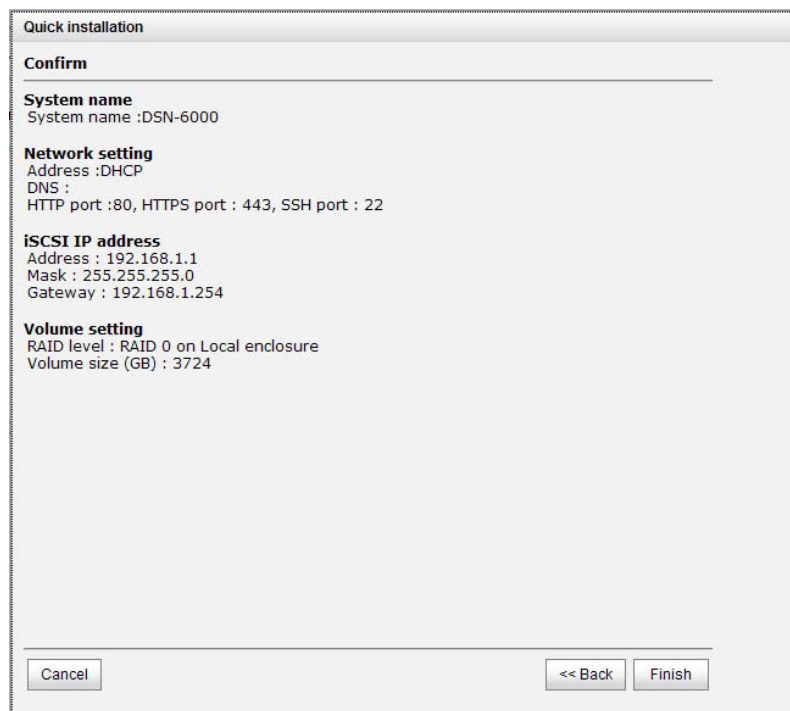 Quick installation
Confirm
System name
System name :DSN-6000
Network setting
Address :DHCP
DNS :
HTTP port :80, HTTPS port : 443, SSH port : 22
iSCSI IP address
Address : 192.168.1.1
Mask : 255.255.255.0
Gateway : 192.168.1.254
Volume setting
RAID level : RAID 0 on Local enclosure
Volume size (GB) : 3724
Cancel
<< Back
Finish